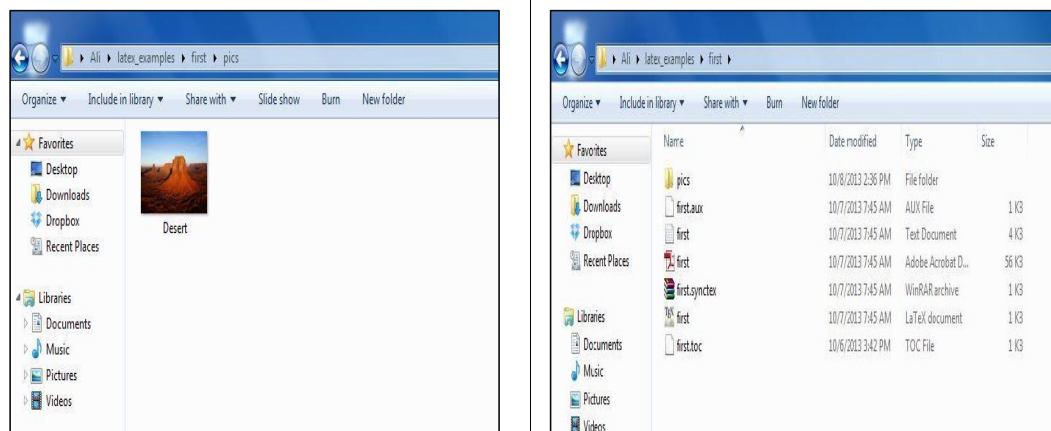 Ali latex_examples first pics
Organize Include in library Share with Slide show Burn New folder
Favorites
Desktop
Downloads
Dropbox
Recent Places
Libraries
Documents
Music
Pictures
Videos
Desert
Ali latex_examples first
Organize Include in library Share with Burn New folder
Favorites
Desktop
Downloads
Dropbox
Recent Places
Libraries
Documents
Music
Pictures
Videos
Name Date modified Type Size
pics 10/8/2013 2:36 PM File folder
first.aux 10/7/2013 7:45 AM AUX File 1 KB
first 10/7/2013 7:45 AM Text Document 4 KB
first 10/7/2013 7:45 AM Adobe Acrobat D... 56 KB
first.synctex 10/7/2013 7:45 AM WinRAR archive 1 KB
first 10/7/2013 7:45 AM LaTeX document 1 KB
first.toc 10/6/2013 3:42 PM TOC File 1 KB